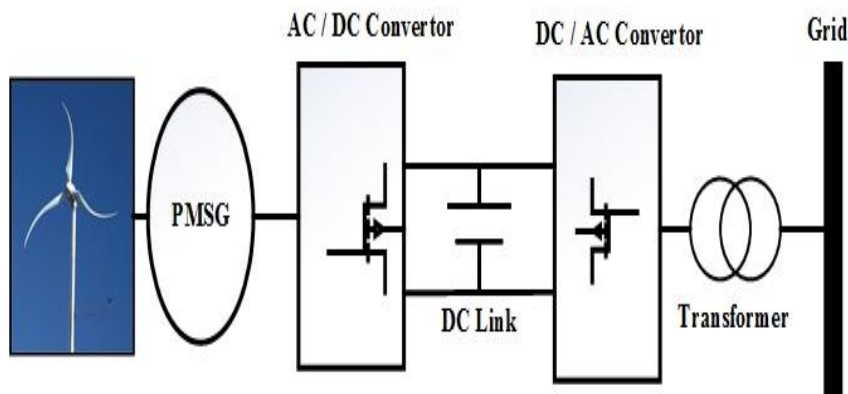 AC / DC Convertor
DC / AC Convertor
Grid
PMSG
DC Link
Transformer